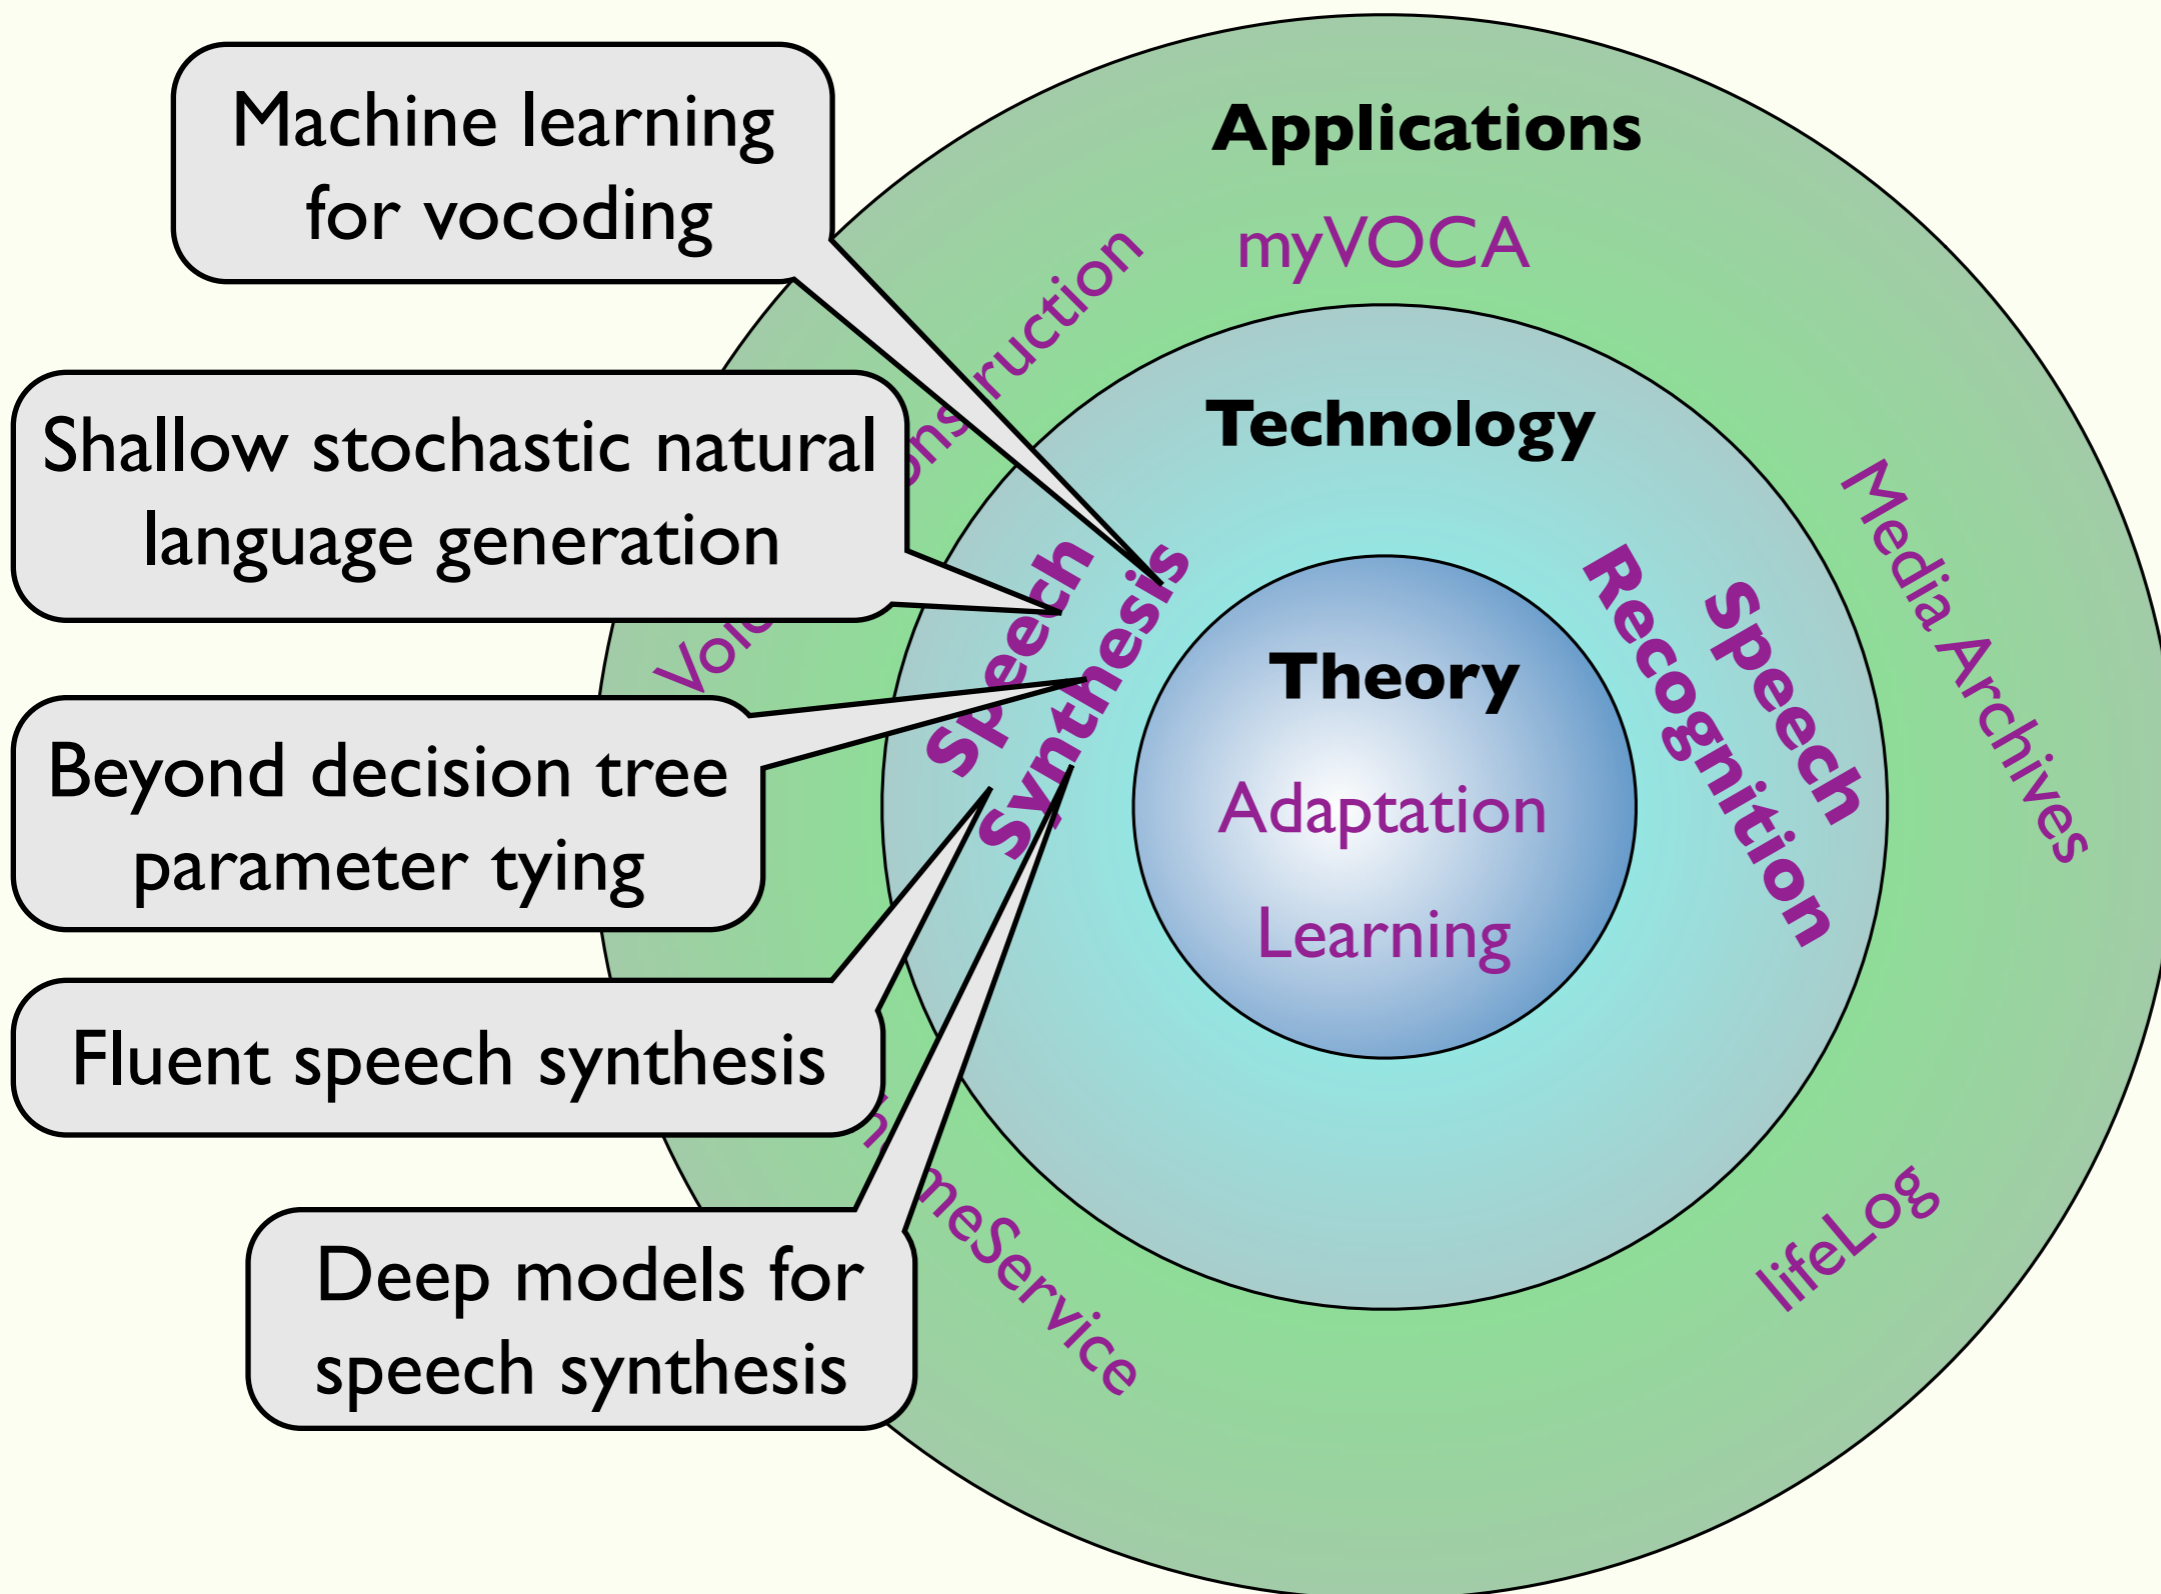 Machine learning
for vocoding
Shallow stochastic natural
language generation
Beyond decision tree
parameter tying
Fluent speech synthesis
Deep models for
speech synthesis
Applications
myVOCA
Technology
Speech
Synthesis
Theory
Adaptation
Learning
Speech
Recognition
Media Archives
lifeLog